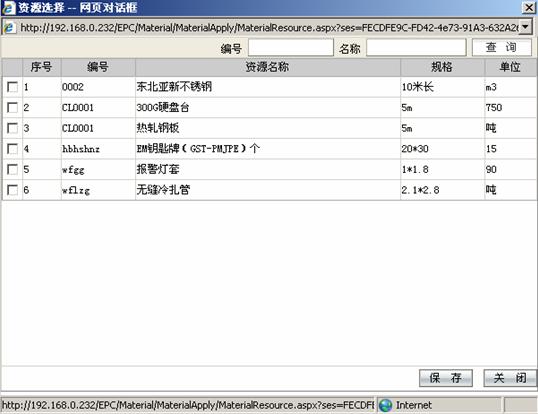 资源选择 -- 网页对话框
http://192.168.0.232/EPC/Material/MaterialApply/MaterialResource.aspx?ses=FECDFE9C-FD42-4e73-91A3-632A26
编号 名称 查 询
序号 编号 资源名称 规格 单位
1 0002 东北亚新不锈钢 10米长 m3
2 CL0001 300G硬盘台 5m 750
3 CL0001 热轧钢板 5m 吨
4 hbhshnz EM钥匙牌(GST-PMJPE)个 20*30 15
5 wfgg 报警灯套 1*1.8 90
6 wflzg 无缝冷扎管 2.1*2.8 吨
保 存 关 闭
http://192.168.0.232/EPC/Material/MaterialApply/MaterialResource.aspx?ses=FECDFE Internet